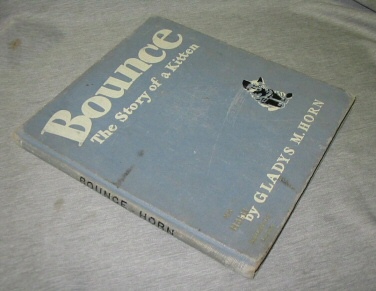 Bounce
The Story of a Kitten
by GLADYS M. HORN
BOUNCE HORN